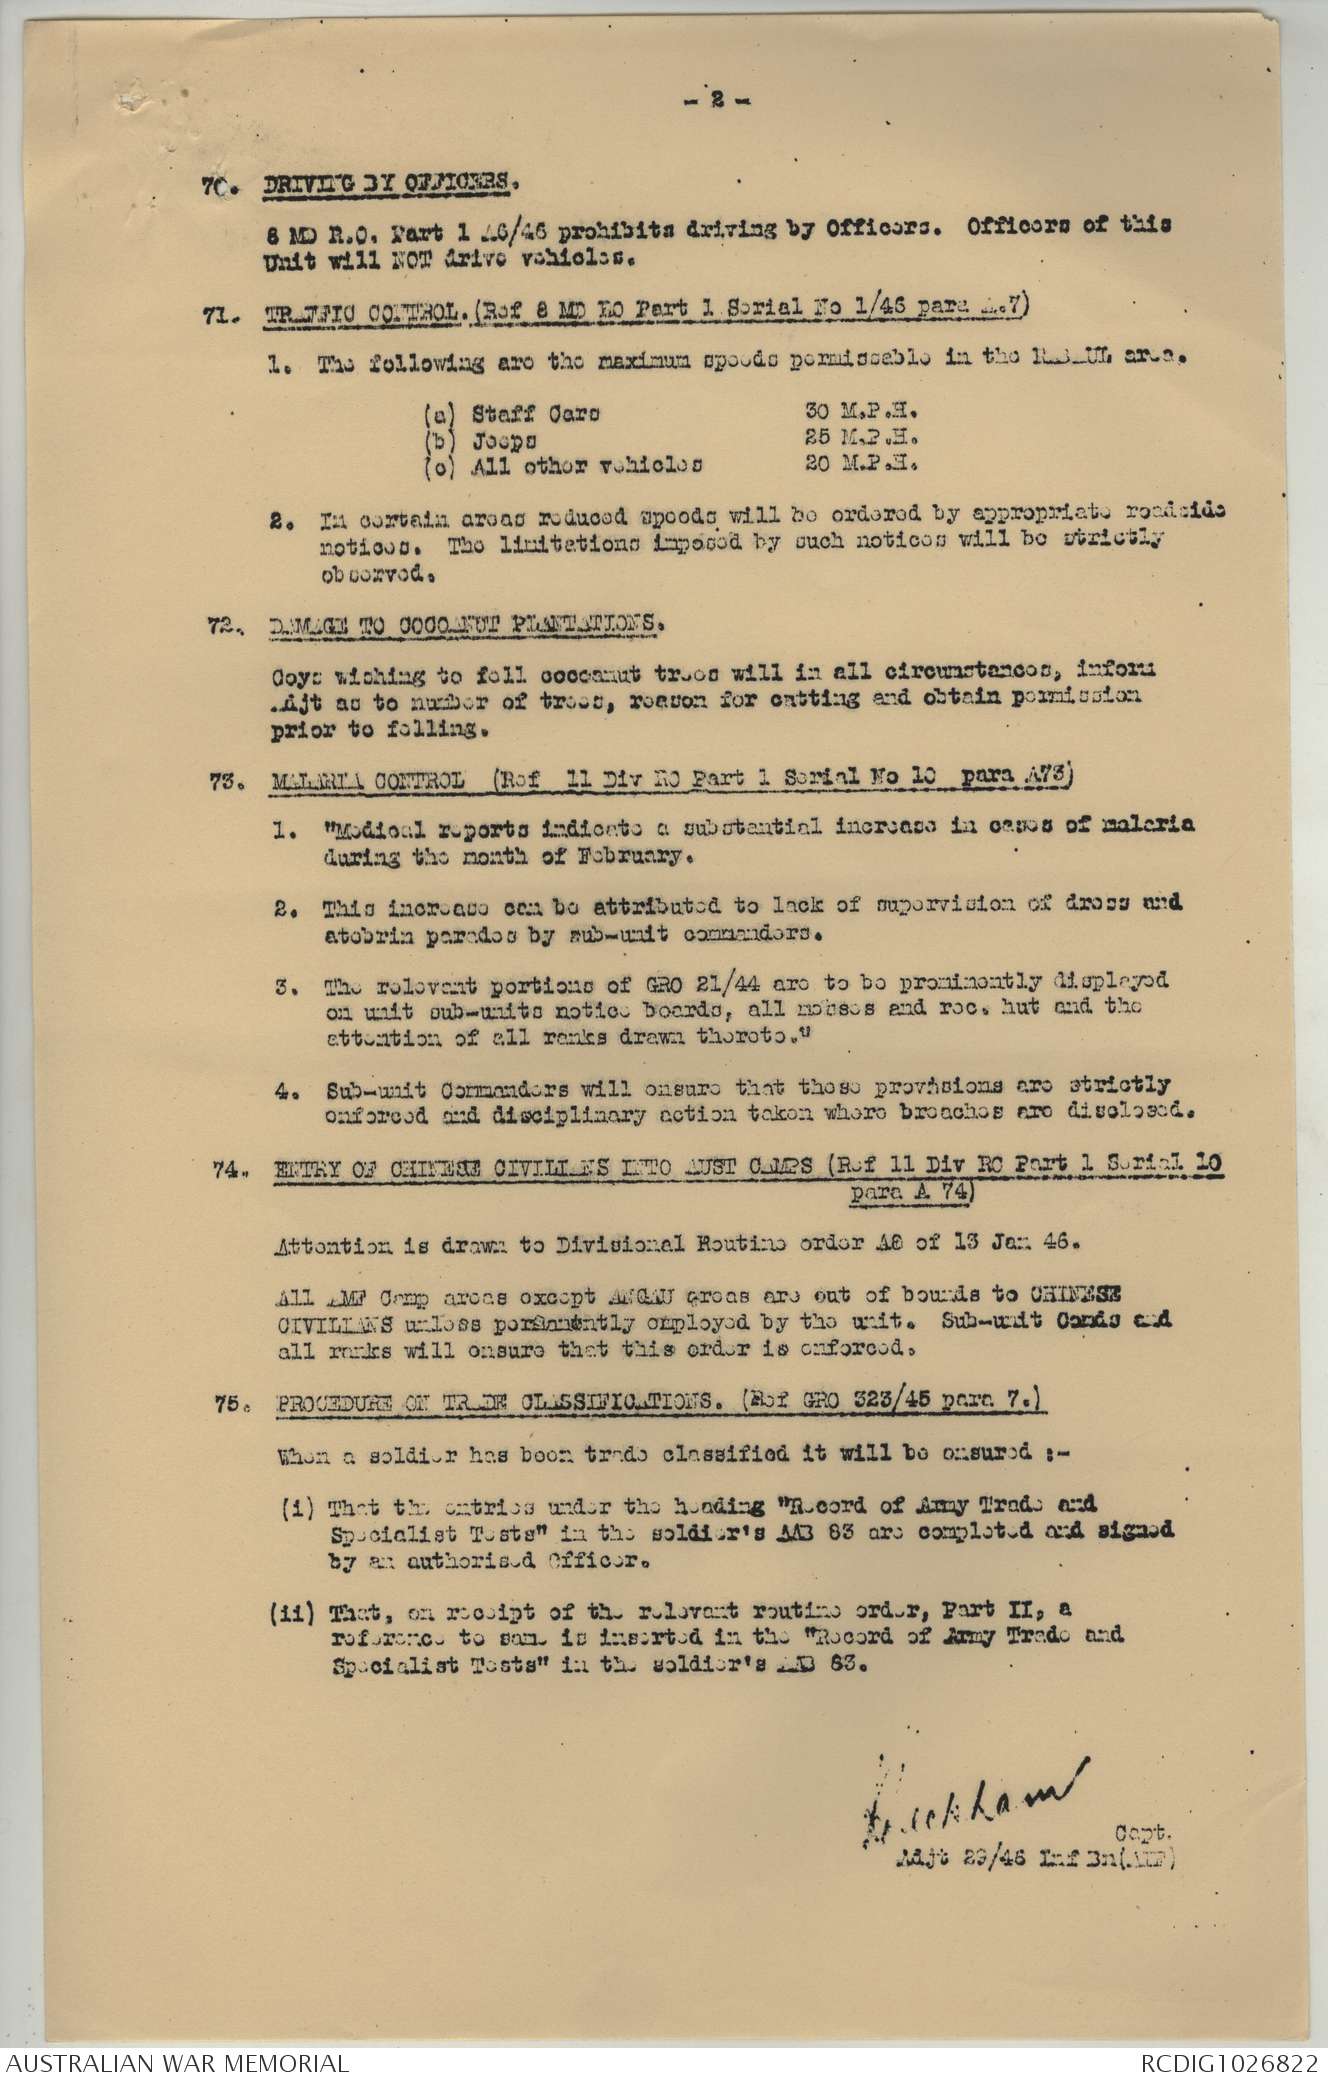 - 2 -
70. DRIVING BY OFFICERS.
8 MD R.O. Part 1 A6/46 prohibits driving by Officers. Officers of this
Unit will NOT drive vehicles.
71. TRAFFIC CONTROL. (Ref 8 MD RO Part 1 Serial No 1/46 para A.7)
1. The following are the maximum speeds permissable in the RABAUL area.
(a) Staff Cars 30 M.P.H.
(b) Jeeps 25 M.P.H.
(c) All other vehicles 20 M.P.H.
2. In certain areas reduced speeds will be ordered by appropriate roadside
notices. The limitations imposed by such notices will be strictly
observed.
72. DAMAGE TO COCOANUT PLANTATIONS.
Coys wishing to fell cocoanut trees will in all circumstances, inform
Adjt as to number of trees, reason for cutting and obtain permission
prior to felling.
73. MALARIA CONTROL (Ref 11 Div RO Part 1 Serial No 10 para A73)
1. "Medical reports indicate a substantial increase in cases of malaria
during the month of February.
2. This increase can be attributed to lack of supervision of dress and
atebrin parades by sub-unit commanders.
3. The relevant portions of GRO 21/44 are to be prominently displayed
on unit sub-units notice boards, all messes and rec. hut and the
attention of all ranks drawn thereto."
4. Sub-unit Commanders will ensure that these provisions are strictly
enforced and disciplinary action taken where breaches are disclosed.
74. ENTRY OF CHINESE CIVILIANS INTO AUST CAMPS (Ref 11 Div RO Part 1 Serial 10
para A 74)
Attention is drawn to Divisional Routine order A8 of 13 Jan 46.
All AMF Camp areas except ANGAU areas are out of bounds to CHINESE
CIVILIANS unless permanently employed by the unit. Sub-unit Comds and
all ranks will ensure that this order is enforced.
75. PROCEDURE ON TRADE CLASSIFICATIONS. (Ref GRO 323/45 para 7.)
When a soldier has been trade classified it will be ensured :-
(i) That the entries under the heading "Record of Army Trade and
Specialist Tests" in the soldier's AAB 83 are completed and signed
by an authorised Officer.
(ii) That, on receipt of the relevant routine order, Part II, a
reference to same is inserted in the "Record of Army Trade and
Specialist Tests" in the soldier's AAB 83.
Capt.
Adjt 29/46 Inf Bn(AMF)
AUSTRALIAN WAR MEMORIAL
RCDIG1026822